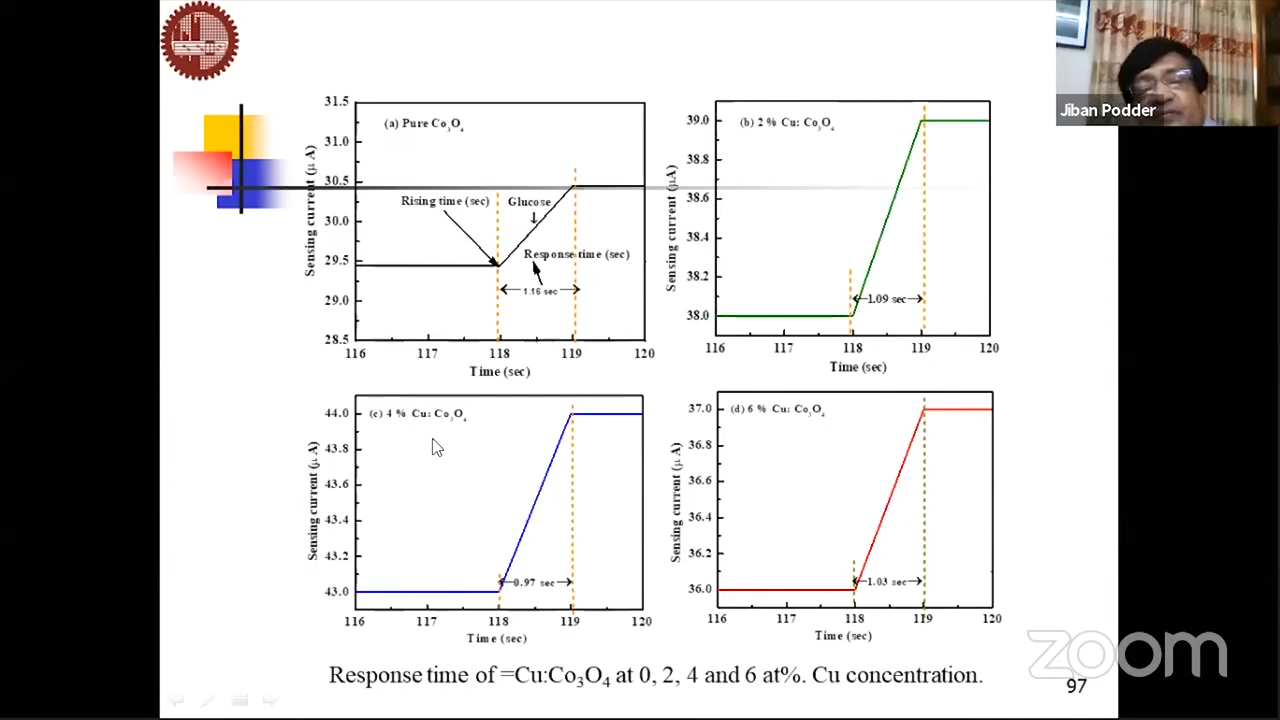 Jiban Podder
(a) Pure Co₃O₄
31.5
31.0
30.5
30.0
29.5
29.0
28.5
Sensing current (μ A)
Rising time (sec)
Glucose
Response time (sec)
1.16 sec
116 117 118 119 120
Time (sec)
(b) 2 % Cu: Co₃O₄
39.0
38.8
38.6
38.4
38.2
38.0
Sensing current (μA)
1.09 sec
116 117 118 119 120
Time (sec)
(c) 4 % Cu: Co₃O₄
44.0
43.8
43.6
43.4
43.2
43.0
Sensing current (μ A)
0.97 sec
116 117 118 119 120
Time (sec)
(d) 6 % Cu: Co₃O₄
37.0
36.8
36.6
36.4
36.2
36.0
Sensing current (μ A)
1.03 sec
116 117 118 119 120
Time (sec)
Response time of =Cu:Co₃O₄ at 0, 2, 4 and 6 at%. Cu concentration.
97
zoom